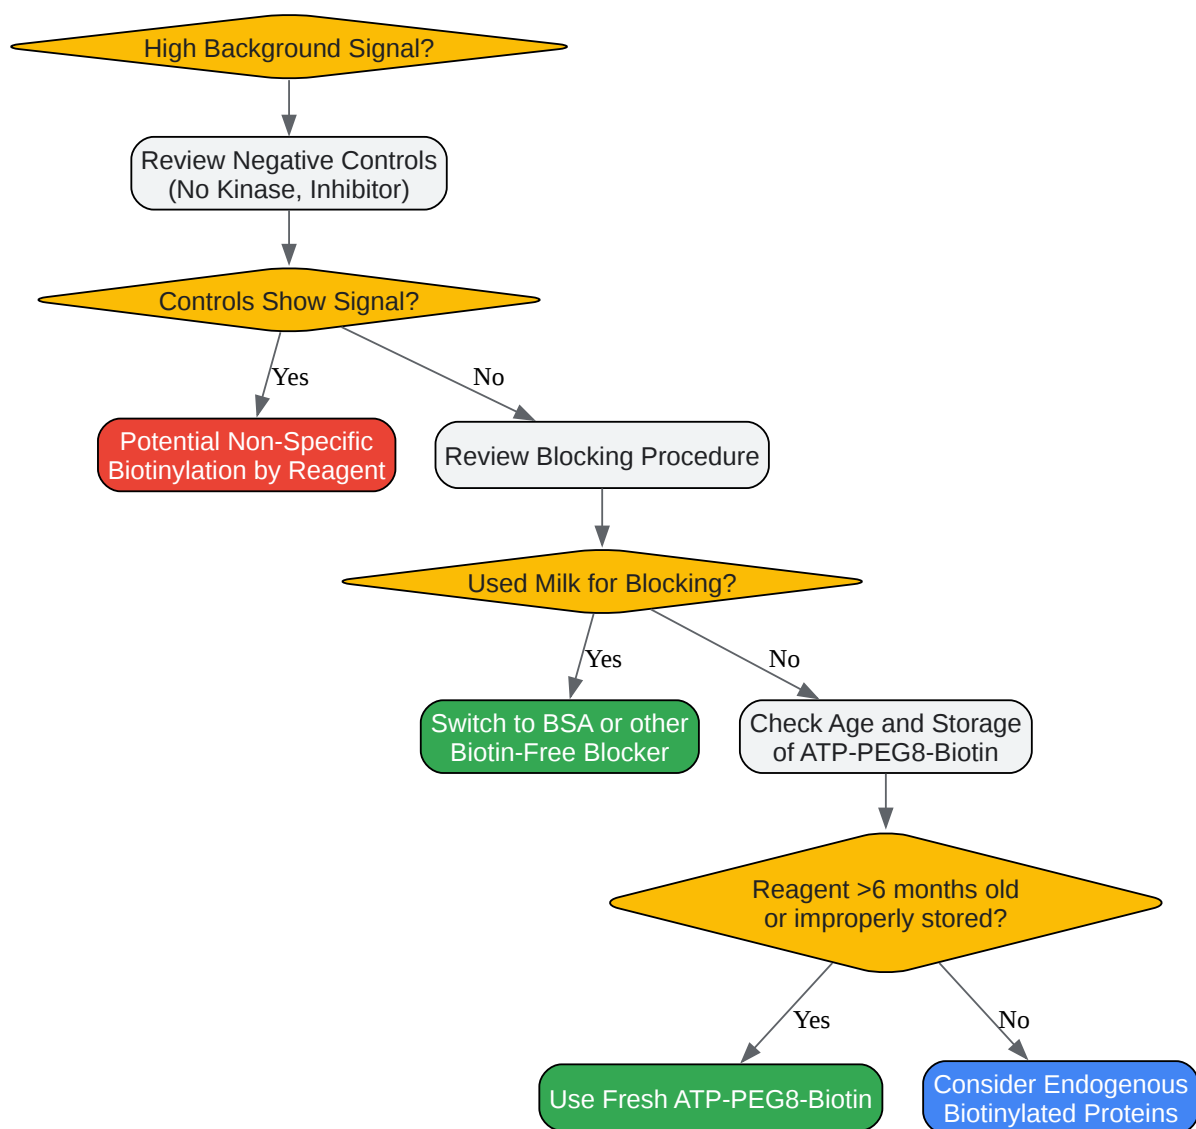 High Background Signal?
Review Negative Controls
(No Kinase, Inhibitor)
Controls Show Signal?
Yes
No
Potential Non-Specific
Biotinylation by Reagent
Review Blocking Procedure
Used Milk for Blocking?
Yes
No
Switch to BSA or other
Biotin-Free Blocker
Check Age and Storage
of ATP-PEG8-Biotin
Reagent >6 months old
or improperly stored?
Yes
No
Use Fresh ATP-PEG8-Biotin
Consider Endogenous
Biotinylated Proteins